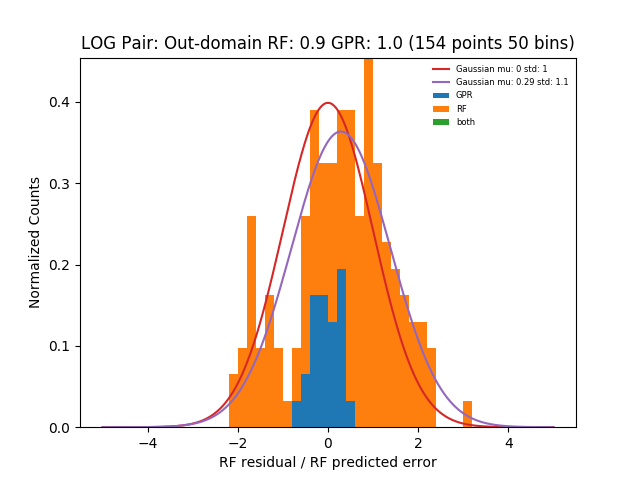 LOG Pair: Out-domain RF: 0.9 GPR: 1.0 (154 points 50 bins)
Gaussian mu: 0 std: 1
Gaussian mu: 0.29 std: 1.1
GPR
RF
both
Normalized Counts
0.4
0.3
0.2
0.1
0.0
−4 −2 0 2 4
RF residual / RF predicted error